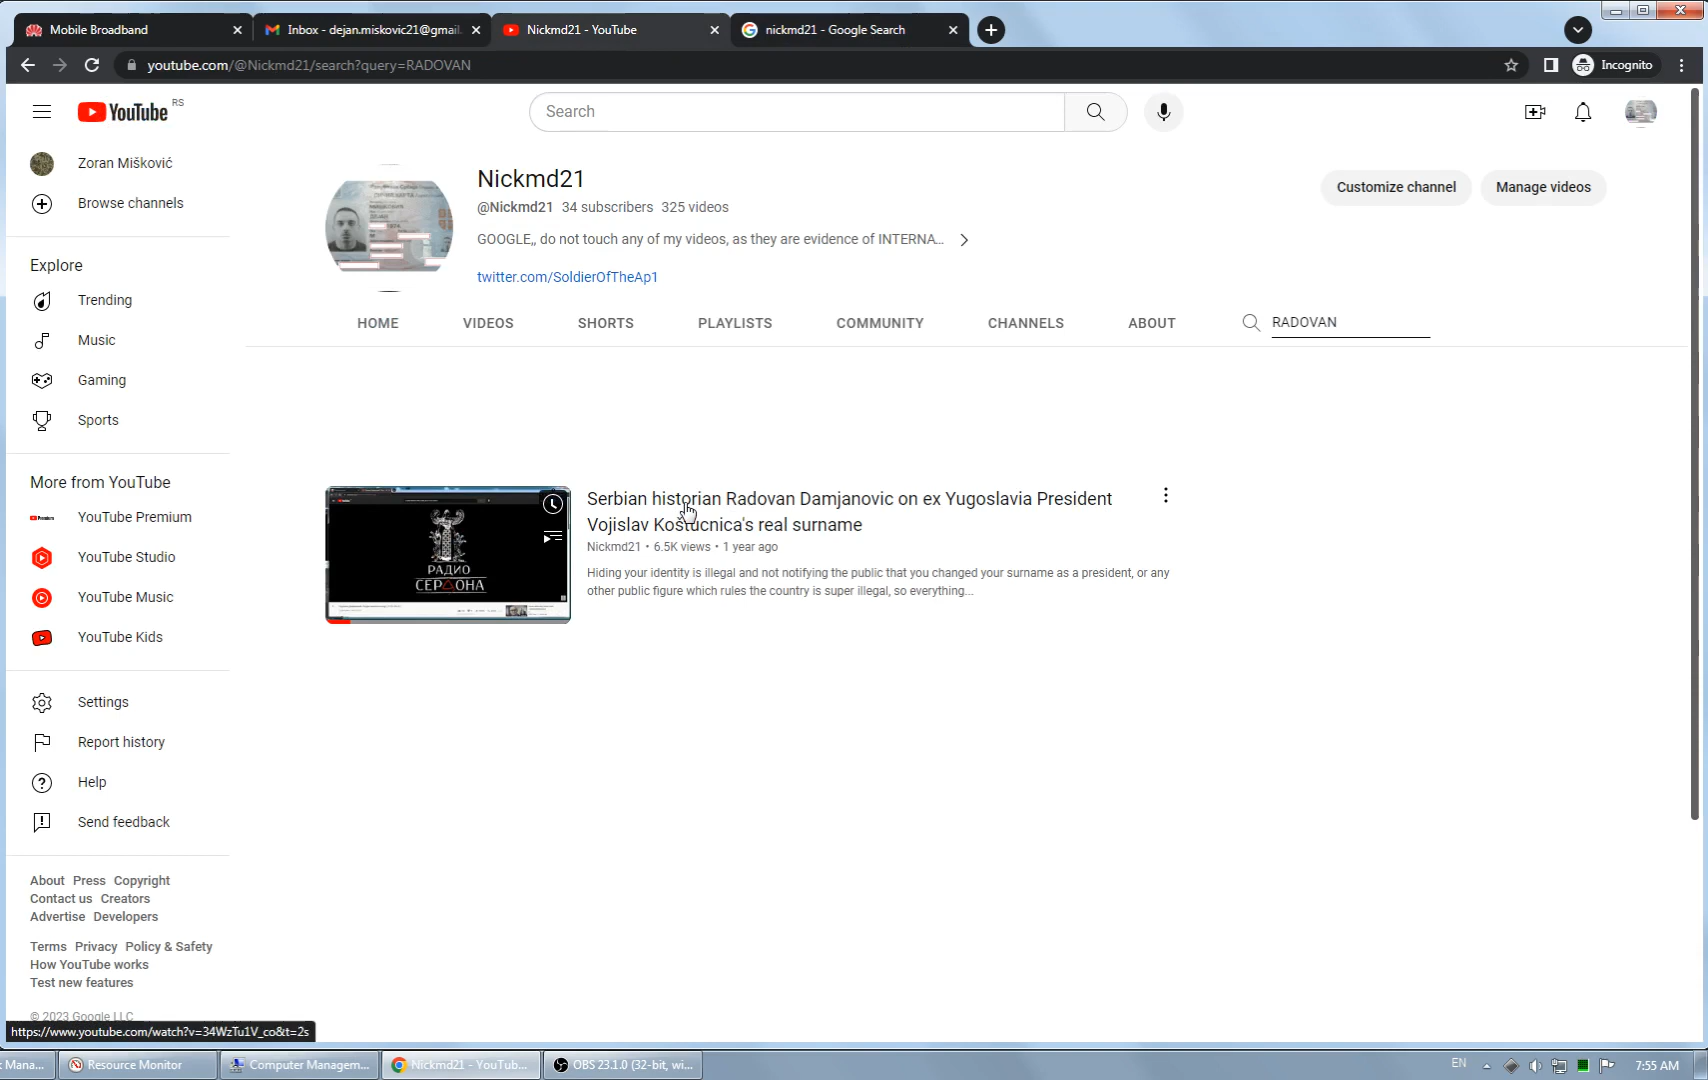 Mobile Broadband
Inbox - dejan.miskovic21@gmail.
Nickmd21 - YouTube
nickmd21 - Google Search
youtube.com/@Nickmd21/search?query=RADOVAN
Incognito
YouTube RS
Search
Zoran Mišković
Browse channels
Explore
Trending
Music
Gaming
Sports
More from YouTube
YouTube Premium
YouTube Studio
YouTube Music
YouTube Kids
Settings
Report history
Help
Send feedback
About Press Copyright
Contact us Creators
Advertise Developers
Terms Privacy Policy & Safety
How YouTube works
Test new features
© 2023 Google LLC
https://www.youtube.com/watch?v=34WzTu1V_co&t=2s
Nickmd21
@Nickmd21 34 subscribers 325 videos
GOOGLE,, do not touch any of my videos, as they are evidence of INTERNA...
twitter.com/SoldierOfTheAp1
Customize channel
Manage videos
HOME VIDEOS SHORTS PLAYLISTS COMMUNITY CHANNELS ABOUT RADOVAN
РАДИО
Serbian historian Radovan Damjanovic on ex Yugoslavia President
Vojislav Kostucnica's real surname
Nickmd21 • 6.5K views • 1 year ago
Hiding your identity is illegal and not notifying the public that you changed your surname as a president, or any
other public figure which rules the country is super illegal, so everything...
Mana...
Resource Monitor
Computer Managem...
Nickmd21 - YouTub...
OBS 23.1.0 (32-bit, wi...
EN
7:55 AM